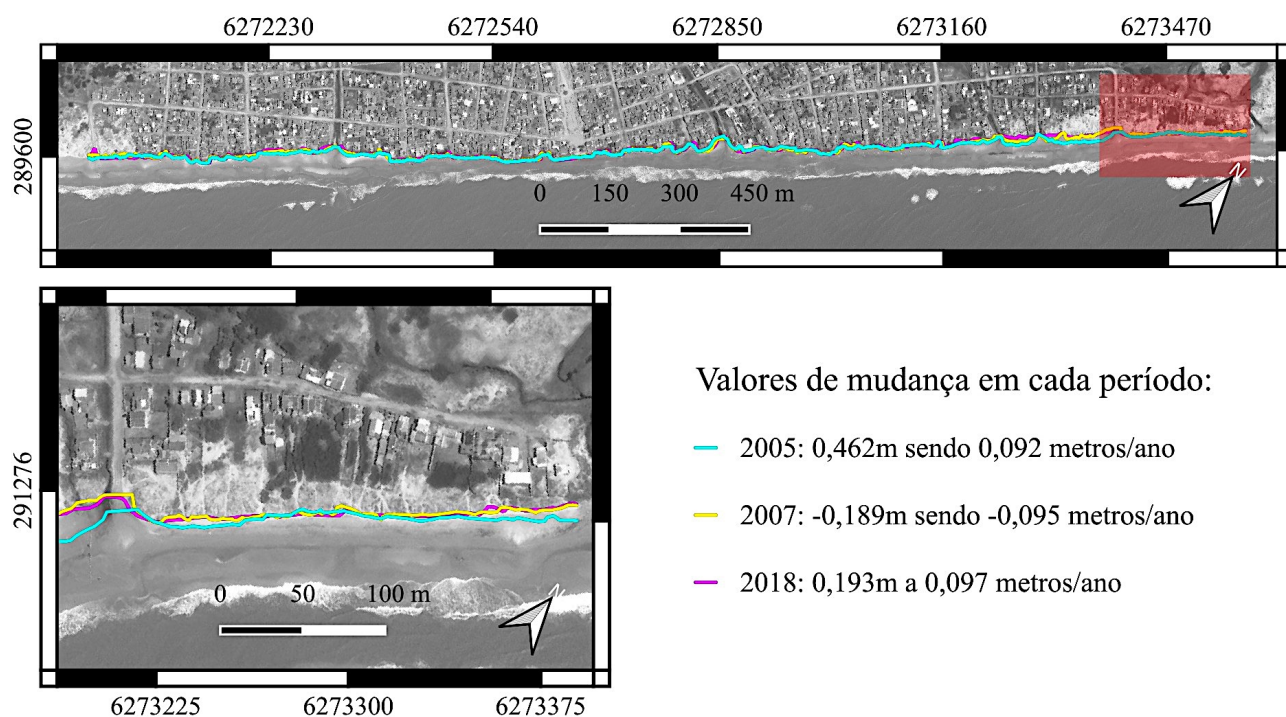 6272230 6272540 6272850 6273160 6273470
289600
0 150 300 450 m
N
291276
0 50 100 m
N
6273225 6273300 6273375
Valores de mudança em cada período:
2005: 0,462m sendo 0,092 metros/ano
2007: -0,189m sendo -0,095 metros/ano
2018: 0,193m a 0,097 metros/ano